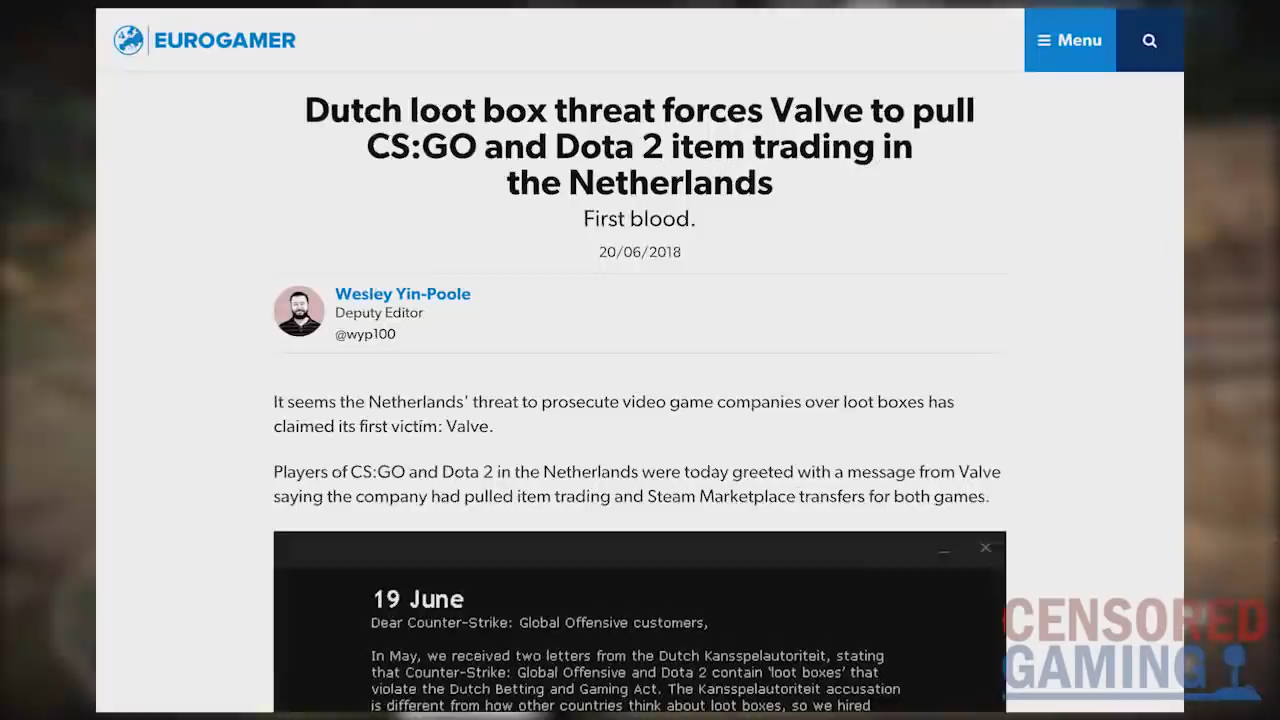 EUROGAMER
Menu
Dutch loot box threat forces Valve to pull
CS:GO and Dota 2 item trading in
the Netherlands
First blood.
20/06/2018
Wesley Yin-Poole
Deputy Editor
@wyp100
It seems the Netherlands' threat to prosecute video game companies over loot boxes has
claimed its first victim: Valve.
Players of CS:GO and Dota 2 in the Netherlands were today greeted with a message from Valve
saying the company had pulled item trading and Steam Marketplace transfers for both games.
19 June
Dear Counter-Strike: Global Offensive customers,
In May, we received two letters from the Dutch Kansspelautoriteit, stating
that Counter-Strike: Global Offensive and Dota 2 contain 'loot boxes' that
violate the Dutch Betting and Gaming Act. The Kansspelautoriteit accusation
is different from how other countries think about loot boxes, so we hired
CENSORED
GAMING